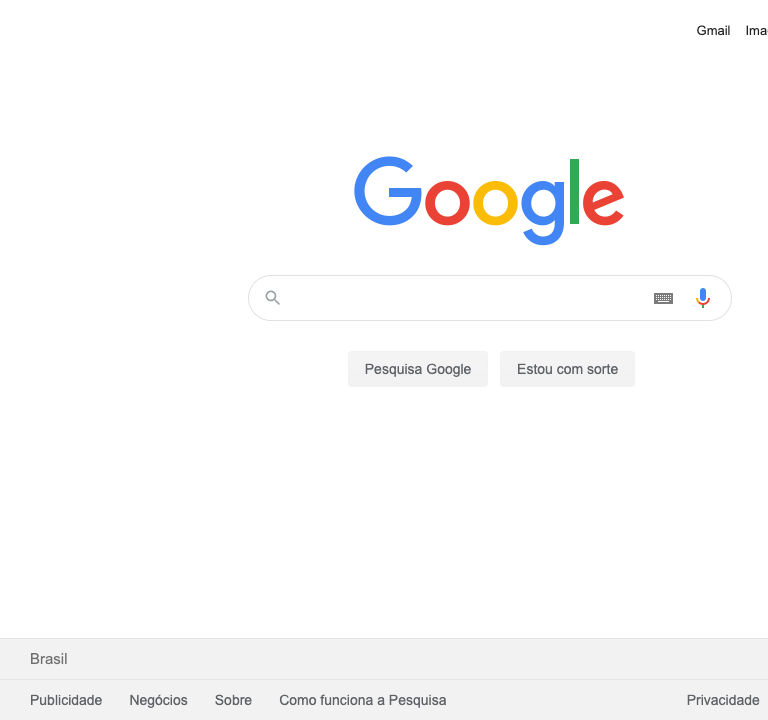 Gmail Ima
Google
Pesquisa Google Estou com sorte
Brasil
Publicidade Negócios Sobre Como funciona a Pesquisa Privacidade